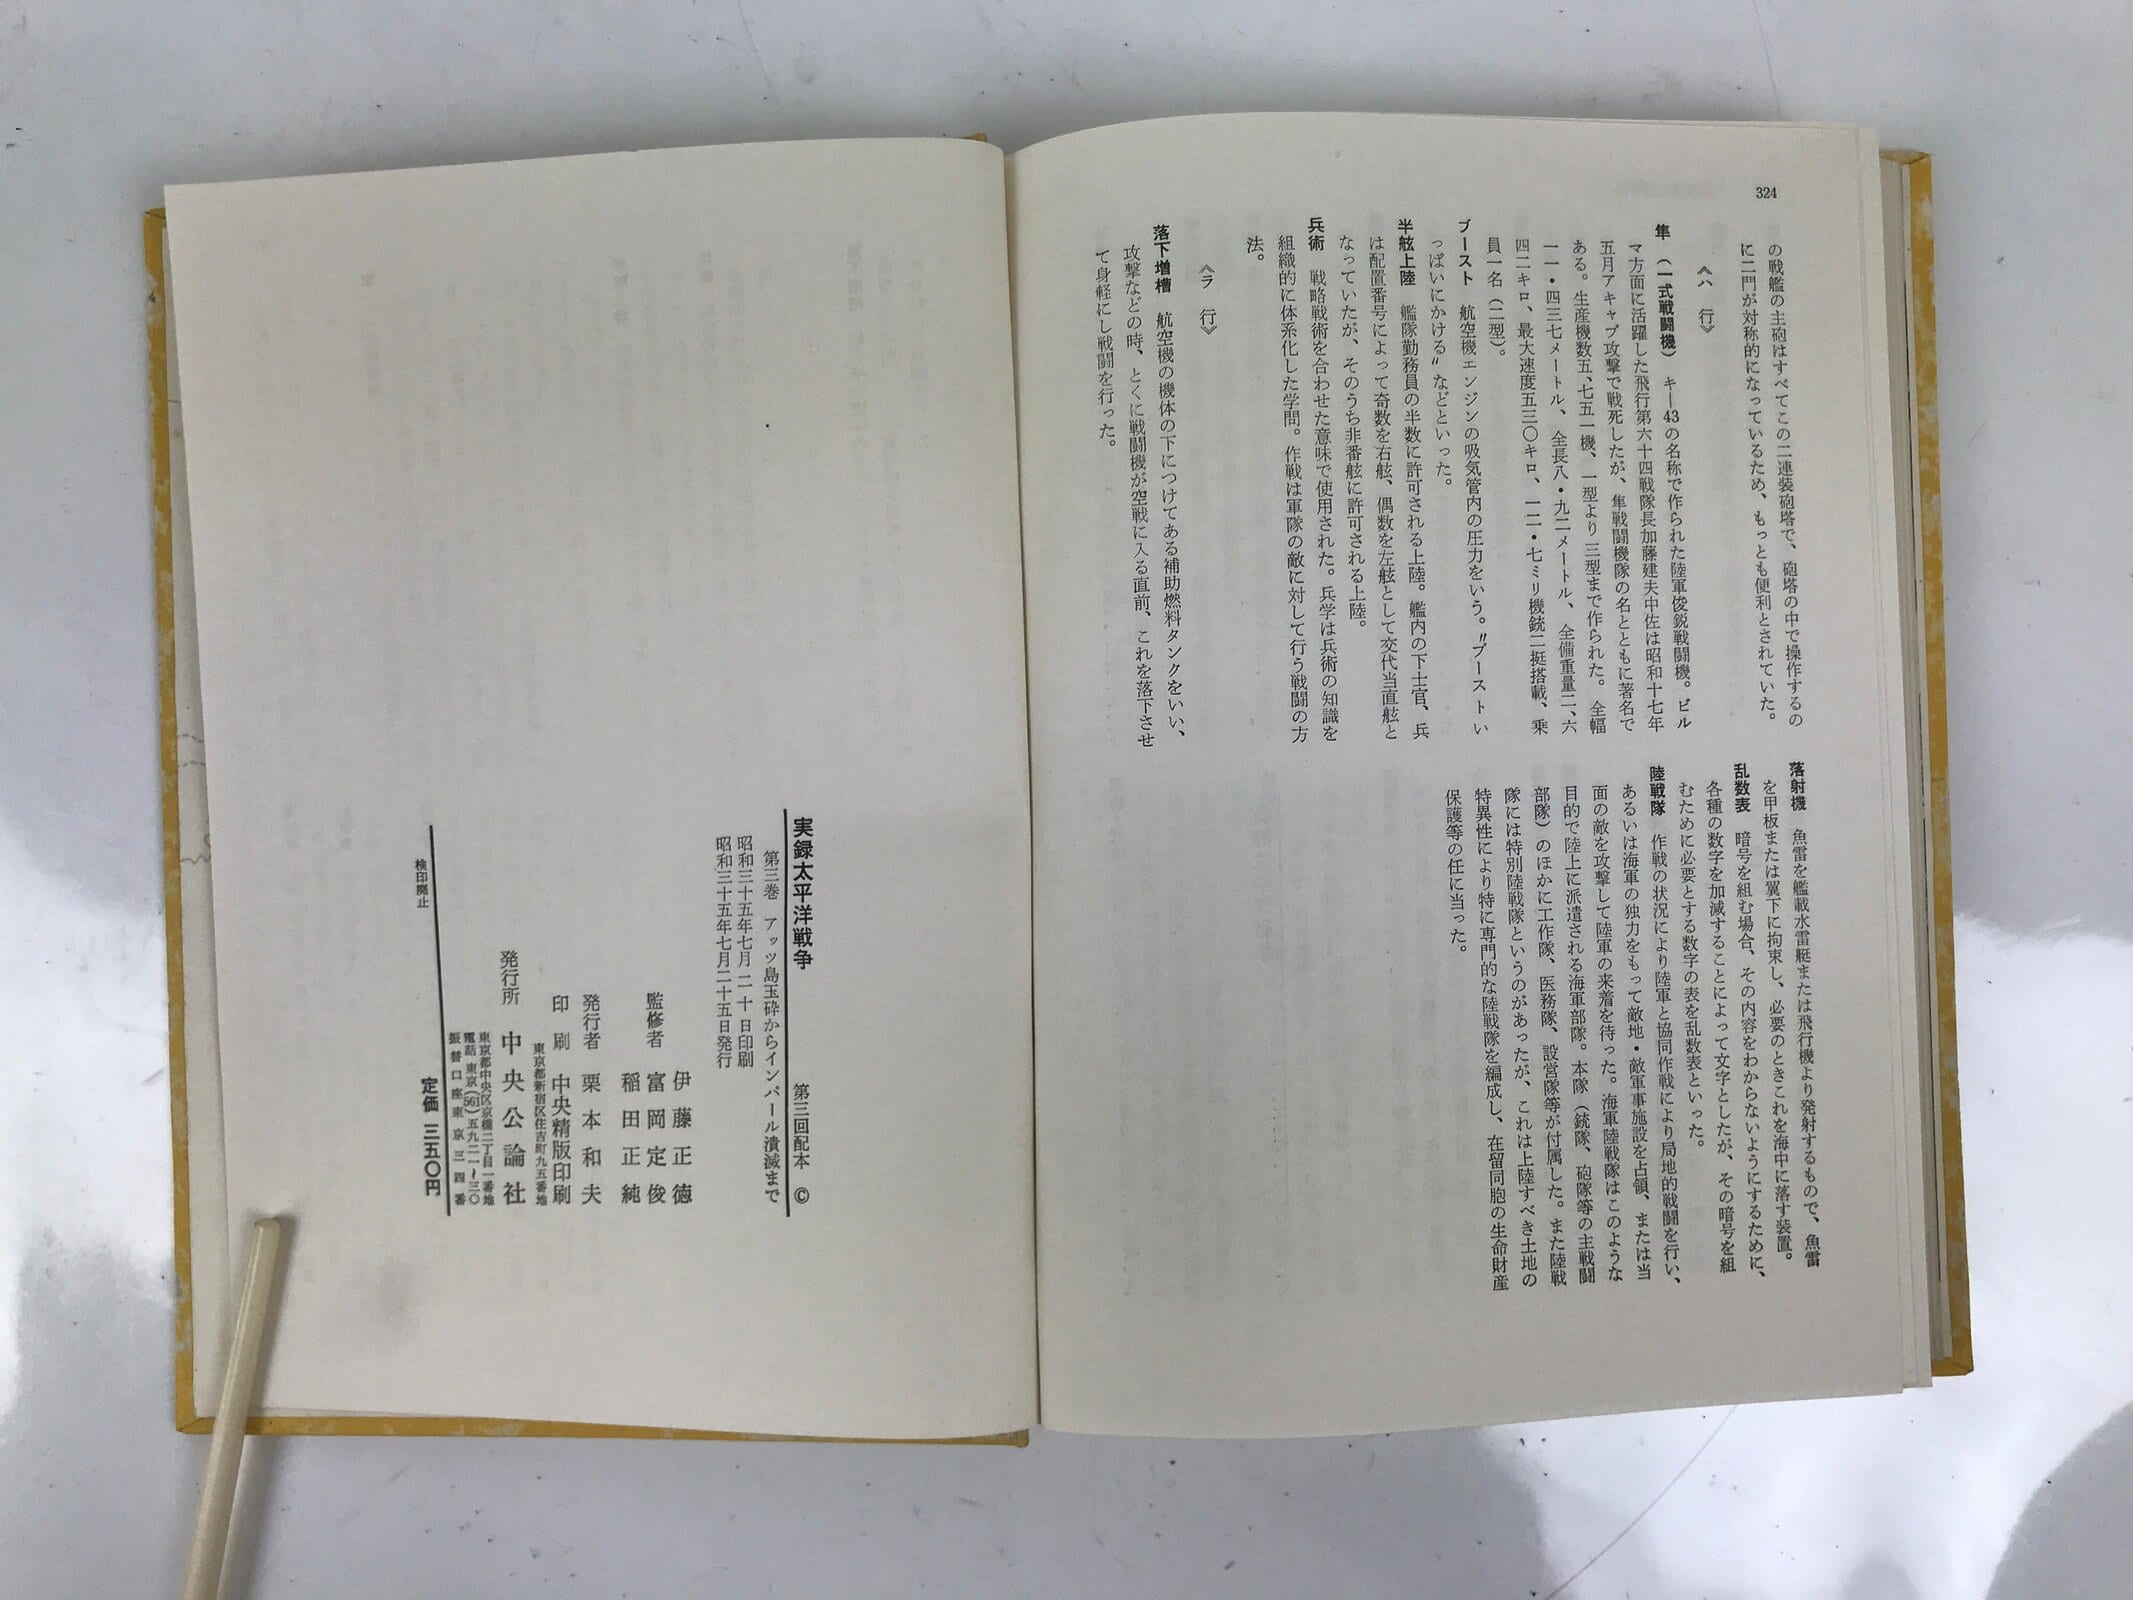 324
の戦艦の主砲はすべてこの二連装砲塔で、砲塔の中で操作するの
に二門が対称的になっているため、もっとも便利とされていた。
《ハ　行》
隼（一式戦闘機）　キー43の名称で作られた陸軍俊鋭戦闘機。ビル
マ方面に活躍した飛行第六十四戦隊長加藤建夫中佐は昭和十七年
五月アキャブ攻撃で戦死したが、隼戦闘機隊の名とともに著名で
ある。生産機数五、七五一機、一型より三型まで作られた。全幅
一一・四三七メートル、全長八・九二メートル、全備重量二、六
四二キロ、最大速度五三〇キロ、一二・七ミリ機銃二挺搭載、乗
員一名（二型）。
ブースト　航空機エンジンの吸気管内の圧力をいう。〝ブーストい
っぱいにかける〟などといった。
半舷上陸　艦隊勤務員の半数に許可される上陸。艦内の下士官、兵
は配置番号によって奇数を右舷、偶数を左舷として交代当直舷と
なっていたが、そのうち非番舷に許可される上陸。
兵術　戦略戦術を合わせた意味で使用された。兵学は兵術の知識を
組織的に体系化した学問。作戦は軍隊の敵に対して行う戦闘の方
法。
《ラ　行》
落下増槽　航空機の機体の下につけてある補助燃料タンクをいい、
攻撃などの時、とくに戦闘機が空戦に入る直前、これを落下させ
て身軽にし戦闘を行った。
落射機　魚雷を艦載水雷艇または飛行機より発射するもので、魚雷
を甲板または翼下に拘束し、必要のときこれを海中に落す装置。
乱数表　暗号を組む場合、その内容をわからないようにするために、
各種の数字を加減することによって文字としたが、その暗号を組
むために必要とする数字の表を乱数表といった。
陸戦隊　作戦の状況により陸軍と協同作戦により局地的戦闘を行い、
あるいは海軍の独力をもって敵地・敵軍事施設を占領、または当
面の敵を攻撃して陸軍の来着を待った。海軍陸戦隊はこのような
目的で陸上に派遣される海軍部隊。本隊（銃隊、砲隊等の主戦闘
部隊）のほかに工作隊、医務隊、設営隊等が付属した。また陸戦
隊には特別陸戦隊というのがあったが、これは上陸すべき土地の
特異性により特に専門的な陸戦隊を編成し、在留同胞の生命財産
保護等の任に当った。
実録太平洋戦争　第三回配本　©
第三巻　アッツ島玉砕からインパール潰滅まで
昭和三十五年七月二十日印刷
昭和三十五年七月二十五日発行
伊藤正徳
監修者　富岡定俊
稲田正純
発行者　栗本和夫
印刷　中央精版印刷
東京都新宿区住吉町九五番地
発行所　中央公論社
東京都中央区京橋二丁目一番地
電話　東京(561)五九二一～三〇
振替口座東京三四番
定価　三五〇円
検印廃止